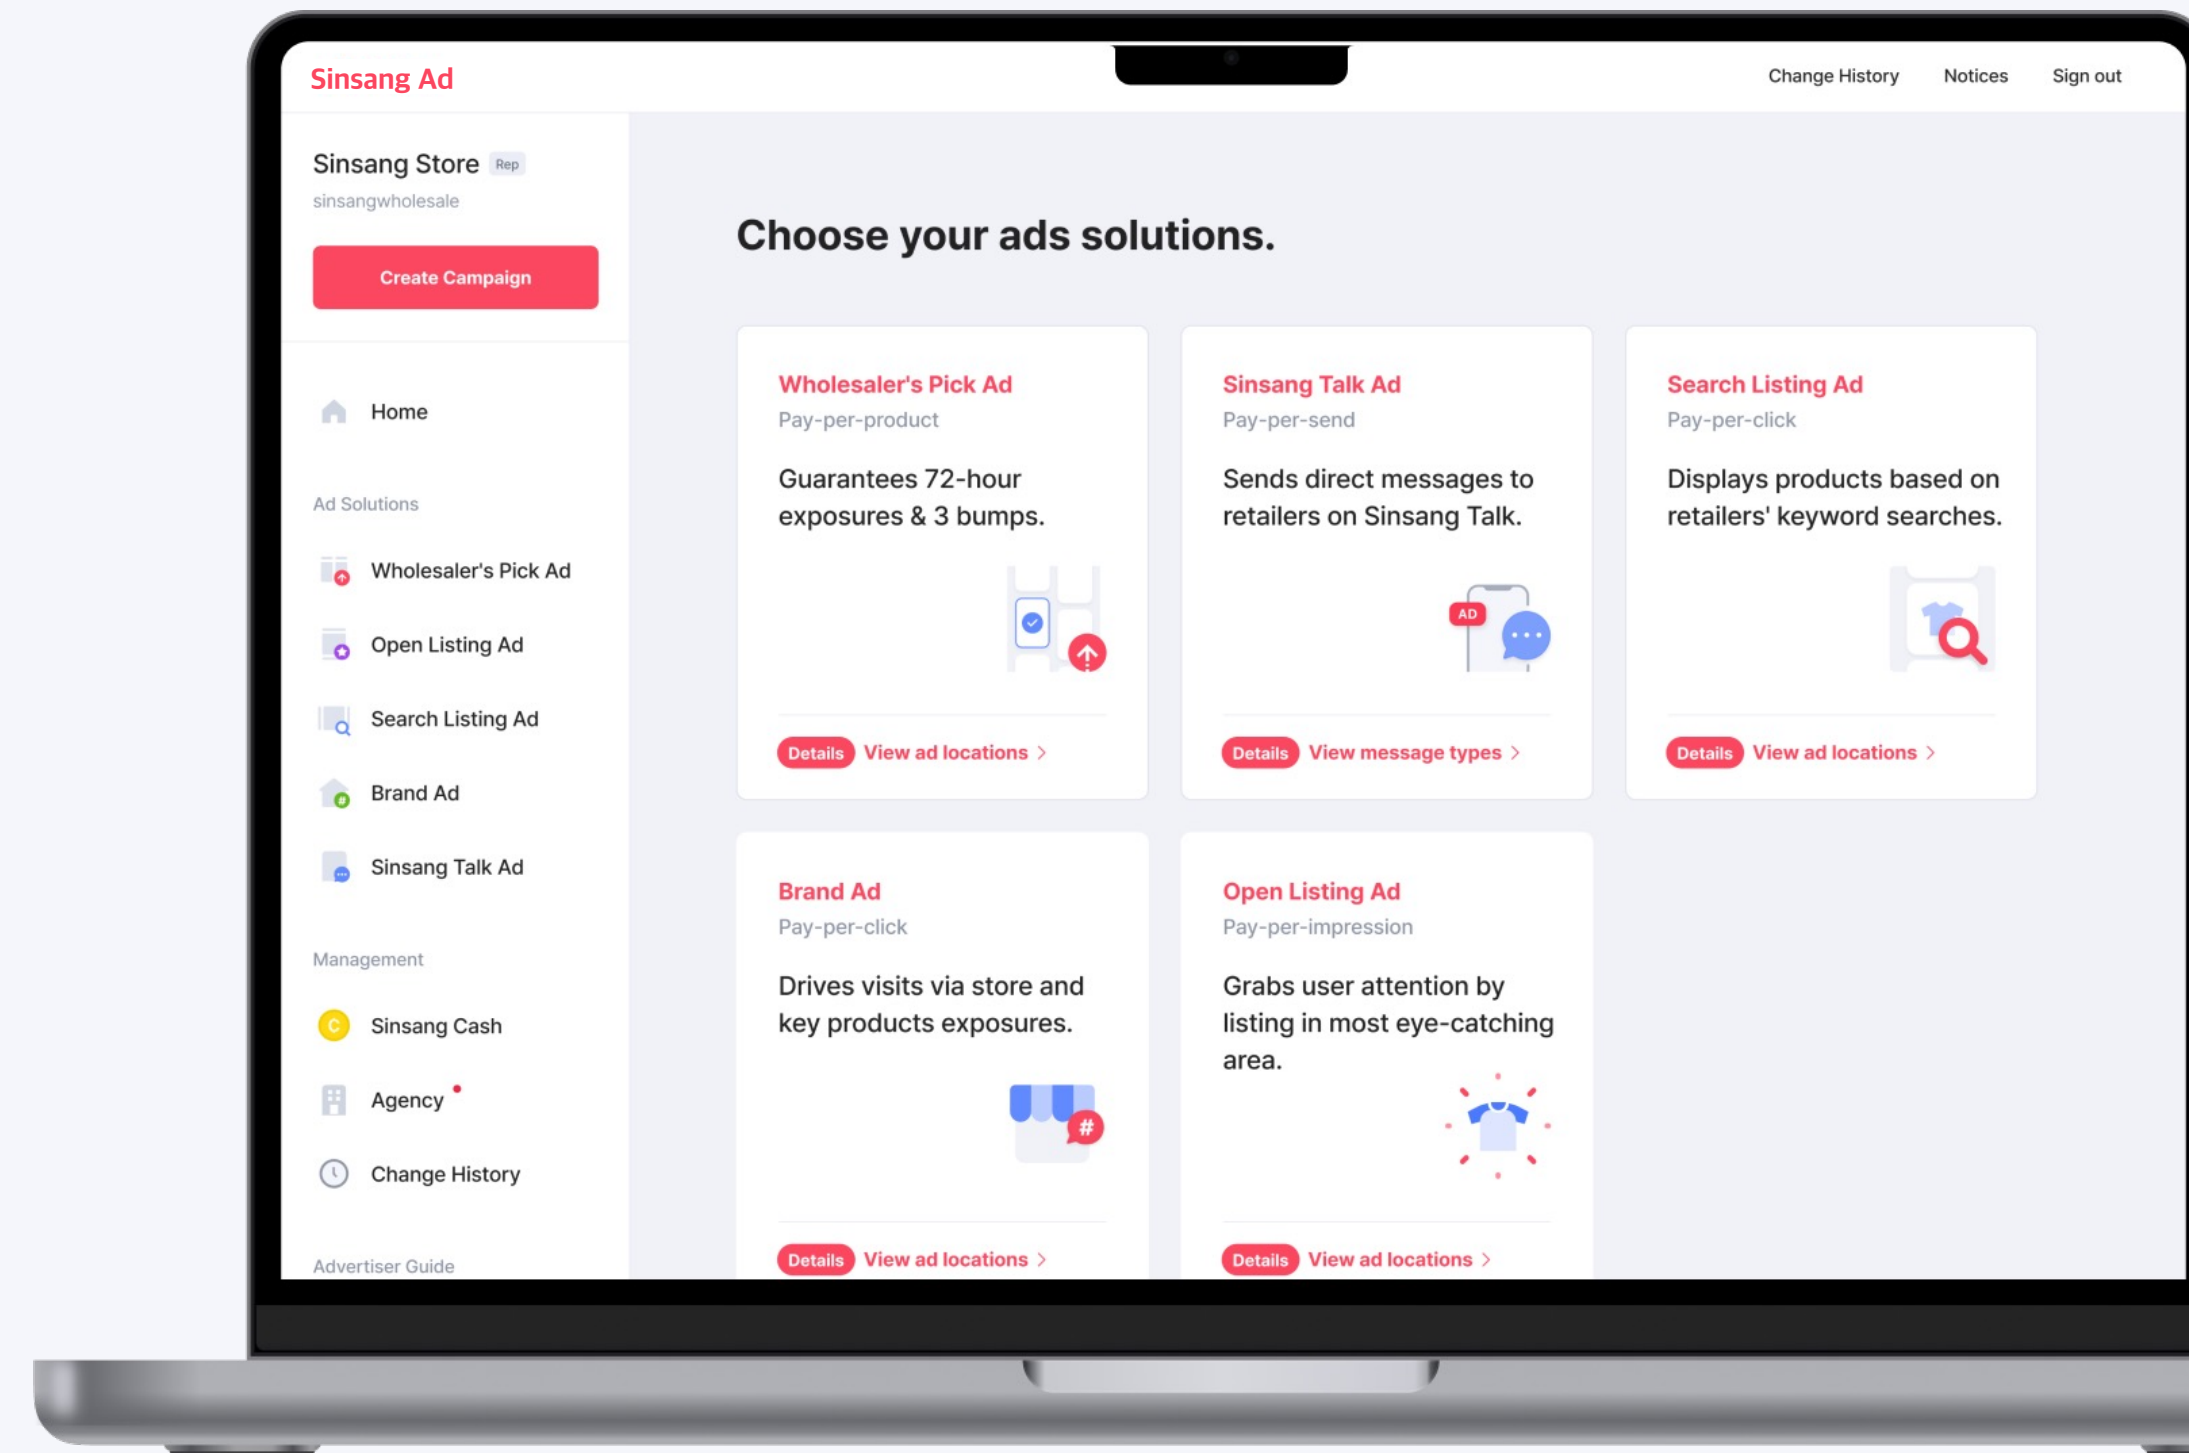 Sinsang Ad
Change History
Notices
Sign out
Sinsang Store
Rep
sinsangwholesale
Create Campaign
Home
Ad Solutions
Wholesaler's Pick Ad
Open Listing Ad
Search Listing Ad
Brand Ad
Sinsang Talk Ad
Management
C
Sinsang Cash
Agency
Change History
Advertiser Guide
Choose your ads solutions.
Wholesaler's Pick Ad
Pay-per-product
Guarantees 72-hour
exposures & 3 bumps.
Details View ad locations >
Sinsang Talk Ad
Pay-per-send
Sends direct messages to
retailers on Sinsang Talk.
AD
Details View message types >
Search Listing Ad
Pay-per-click
Displays products based on
retailers' keyword searches.
Details View ad locations >
Brand Ad
Pay-per-click
Drives visits via store and
key products exposures.
#
Details View ad locations >
Open Listing Ad
Pay-per-impression
Grabs user attention by
listing in most eye-catching
area.
Details View ad locations >